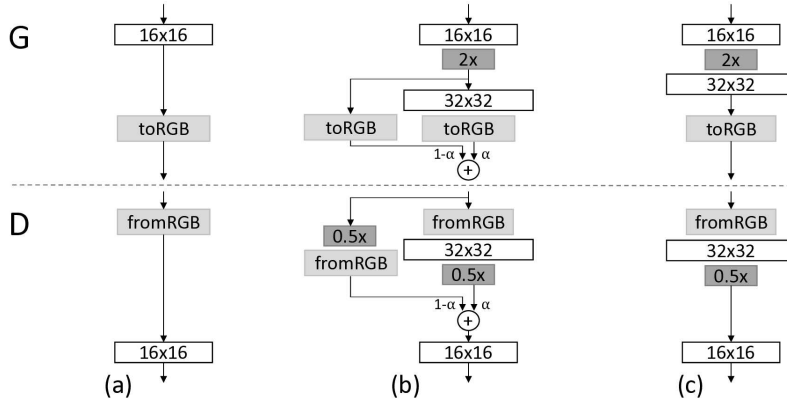 G
16x16
toRGB
16x16
2x
32x32
toRGB
toRGB
1-α
α
+
16x16
2x
32x32
toRGB
D
fromRGB
16x16
fromRGB
0.5x
32x32
fromRGB
0.5x
1-α
α
+
16x16
fromRGB
32x32
0.5x
16x16
(a)
(b)
(c)